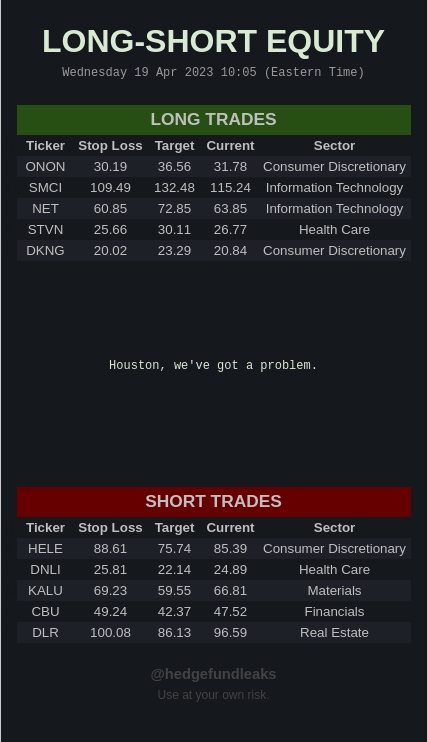 LONG-SHORT EQUITY
Wednesday 19 Apr 2023 10:05 (Eastern Time)
LONG TRADES
Ticker Stop Loss Target Current Sector
ONON 30.19 36.56 31.78 Consumer Discretionary
SMCI 109.49 132.48 115.24 Information Technology
NET 60.85 72.85 63.85 Information Technology
STVN 25.66 30.11 26.77 Health Care
DKNG 20.02 23.29 20.84 Consumer Discretionary
Houston, we've got a problem.
SHORT TRADES
Ticker Stop Loss Target Current Sector
HELE 88.61 75.74 85.39 Consumer Discretionary
DNLI 25.81 22.14 24.89 Health Care
KALU 69.23 59.55 66.81 Materials
CBU 49.24 42.37 47.52 Financials
DLR 100.08 86.13 96.59 Real Estate
@hedgefundleaks
Use at your own risk.